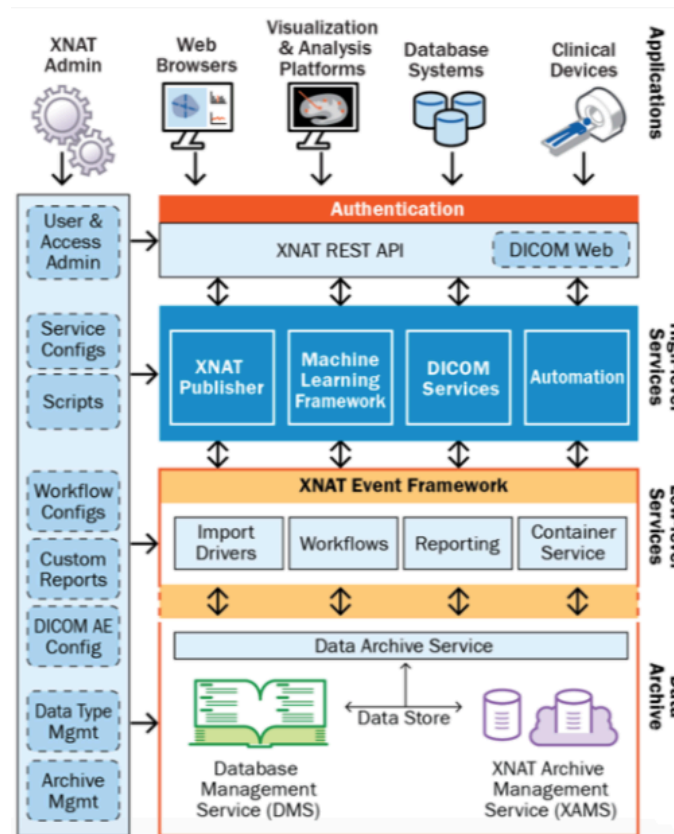 XNAT
Admin
Web
Browsers
Visualization
& Analysis
Platforms
Database
Systems
Clinical
Devices
Applications
User &
Access
Admin
Authentication
XNAT REST API
DICOM Web
Service
Configs
Scripts
XNAT
Publisher
Machine
Learning
Framework
DICOM
Services
Automation
Services
Workflow
Configs
Custom
Reports
DICOM AE
Config
XNAT Event Framework
Import
Drivers
Workflows
Reporting
Container
Service
Services
Data Type
Mgmt
Archive
Mgmt
Data Archive Service
Data Store
Database
Management
Service (DMS)
XNAT Archive
Management
Service (XAMS)
Data
Archive